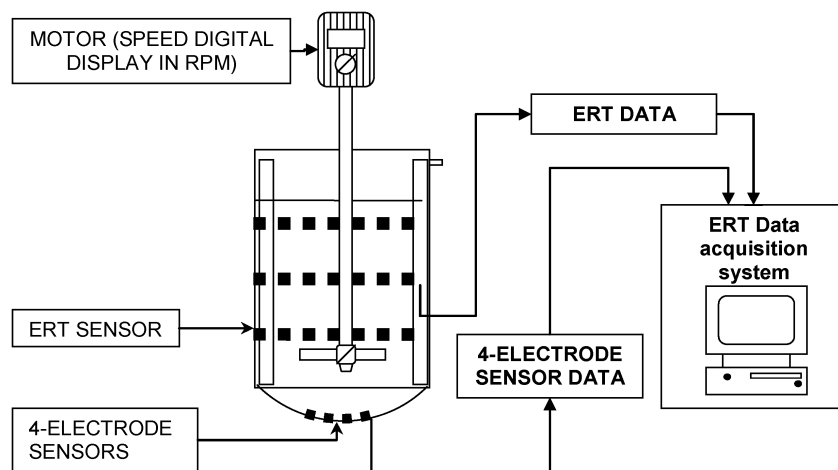 MOTOR (SPEED DIGITAL
DISPLAY IN RPM)
ERT DATA
ERT Data
acquisition
system
ERT SENSOR
4-ELECTRODE
SENSOR DATA
4-ELECTRODE
SENSORS